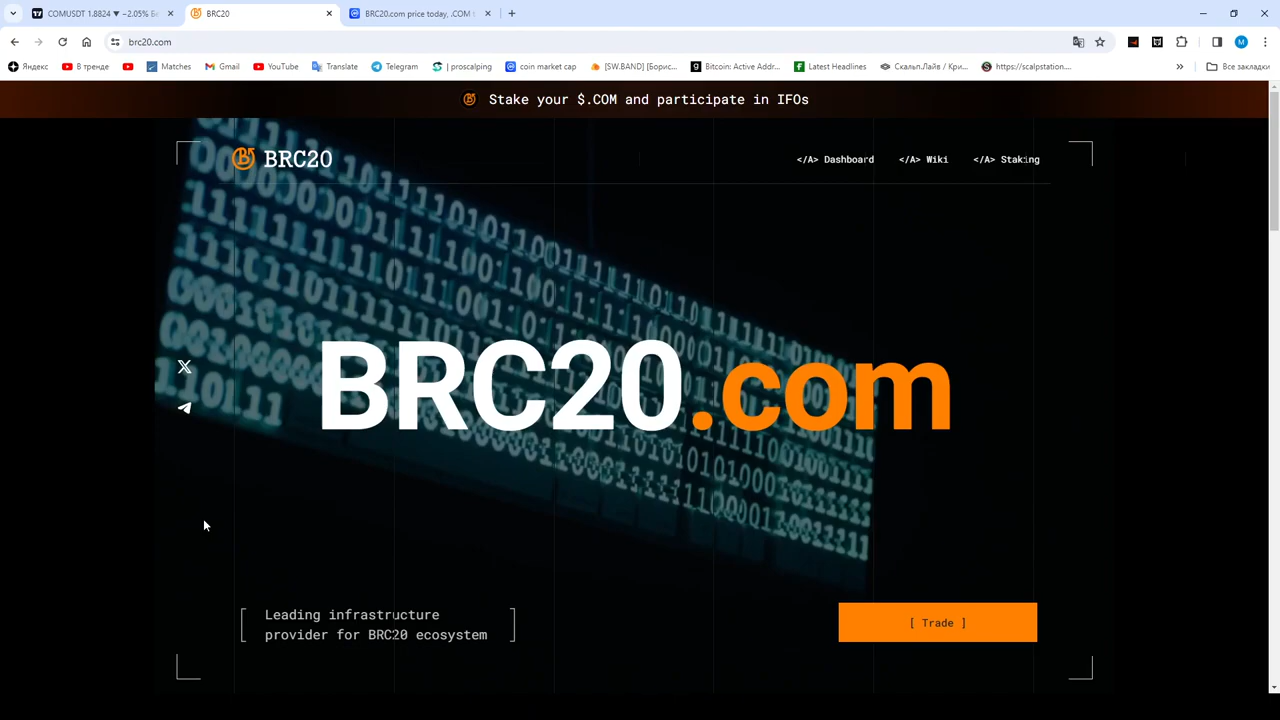 COMUSDT 1.8824 ▼ −2.05%
BRC20
BRC20.com price today, .COM
brc20.com
Яндекс
В тренде
Matches
Gmail
YouTube
Translate
Telegram
| proscalping
coin market cap
[SW.BAND] [Борис...
Bitcoin: Active Addr...
Latest Headlines
Скальп.Лайв / Кри...
https://scalpstation....
»
Все закладки
M
Stake your $.COM and participate in IFOs
BRC20
</A> Dashboard
</A> Wiki
</A> Staking
BRC20.com
Leading infrastructure
provider for BRC20 ecosystem
[ Trade ]